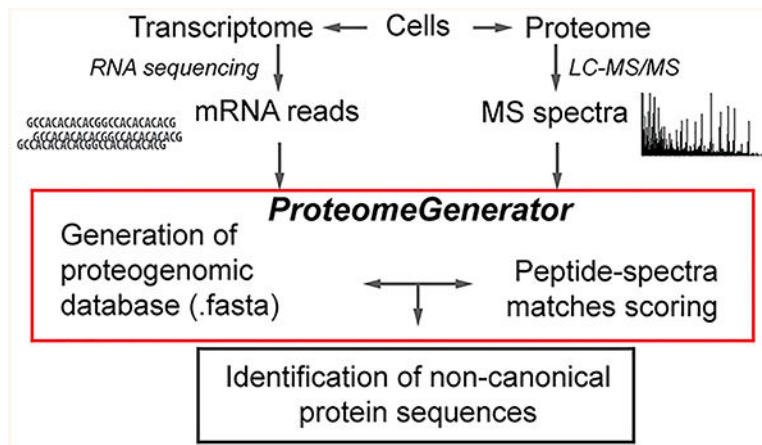 Transcriptome Cells Proteome
RNA sequencing LC-MS/MS
mRNA reads MS spectra
GCCACACACACGGCCACACACACG
GCCACACACACGGCCACACACACG
GCCACACACACGGCCACACACACG
ProteomeGenerator
Generation of
proteogenomic
database (.fasta)
Peptide-spectra
matches scoring
Identification of non-canonical
protein sequences